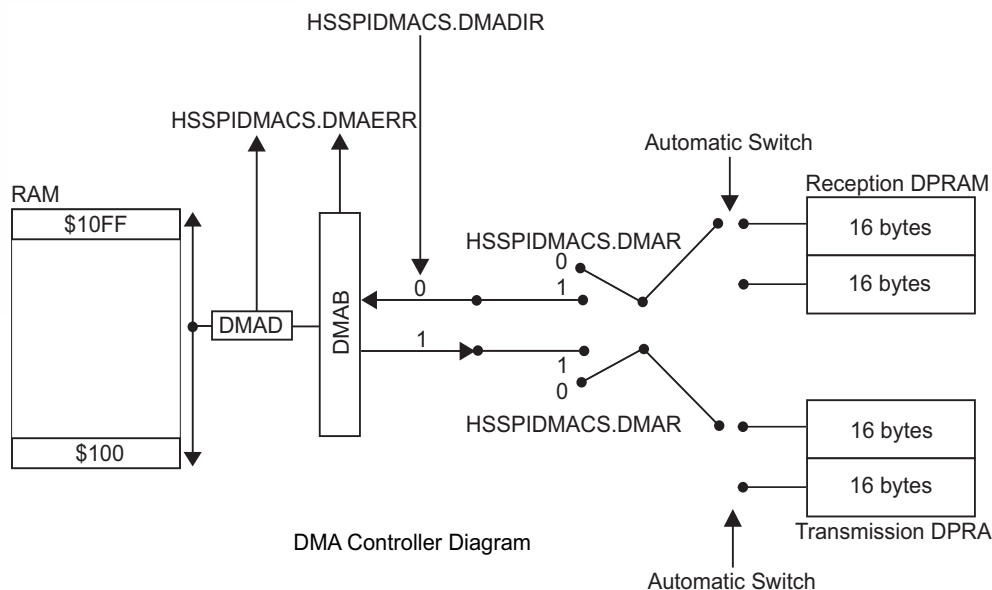 HSSPIDMACS.DMADIR
HSSPIDMACS.DMAERR
Automatic Switch
RAM
Reception DPRAM
$10FF
16 bytes
HSSPIDMACS.DMAR
0
16 bytes
0
1
DMAD
DMAB
1
1
0
HSSPIDMACS.DMAR
16 bytes
$100
16 bytes
Transmission DPRA
DMA Controller Diagram
Automatic Switch